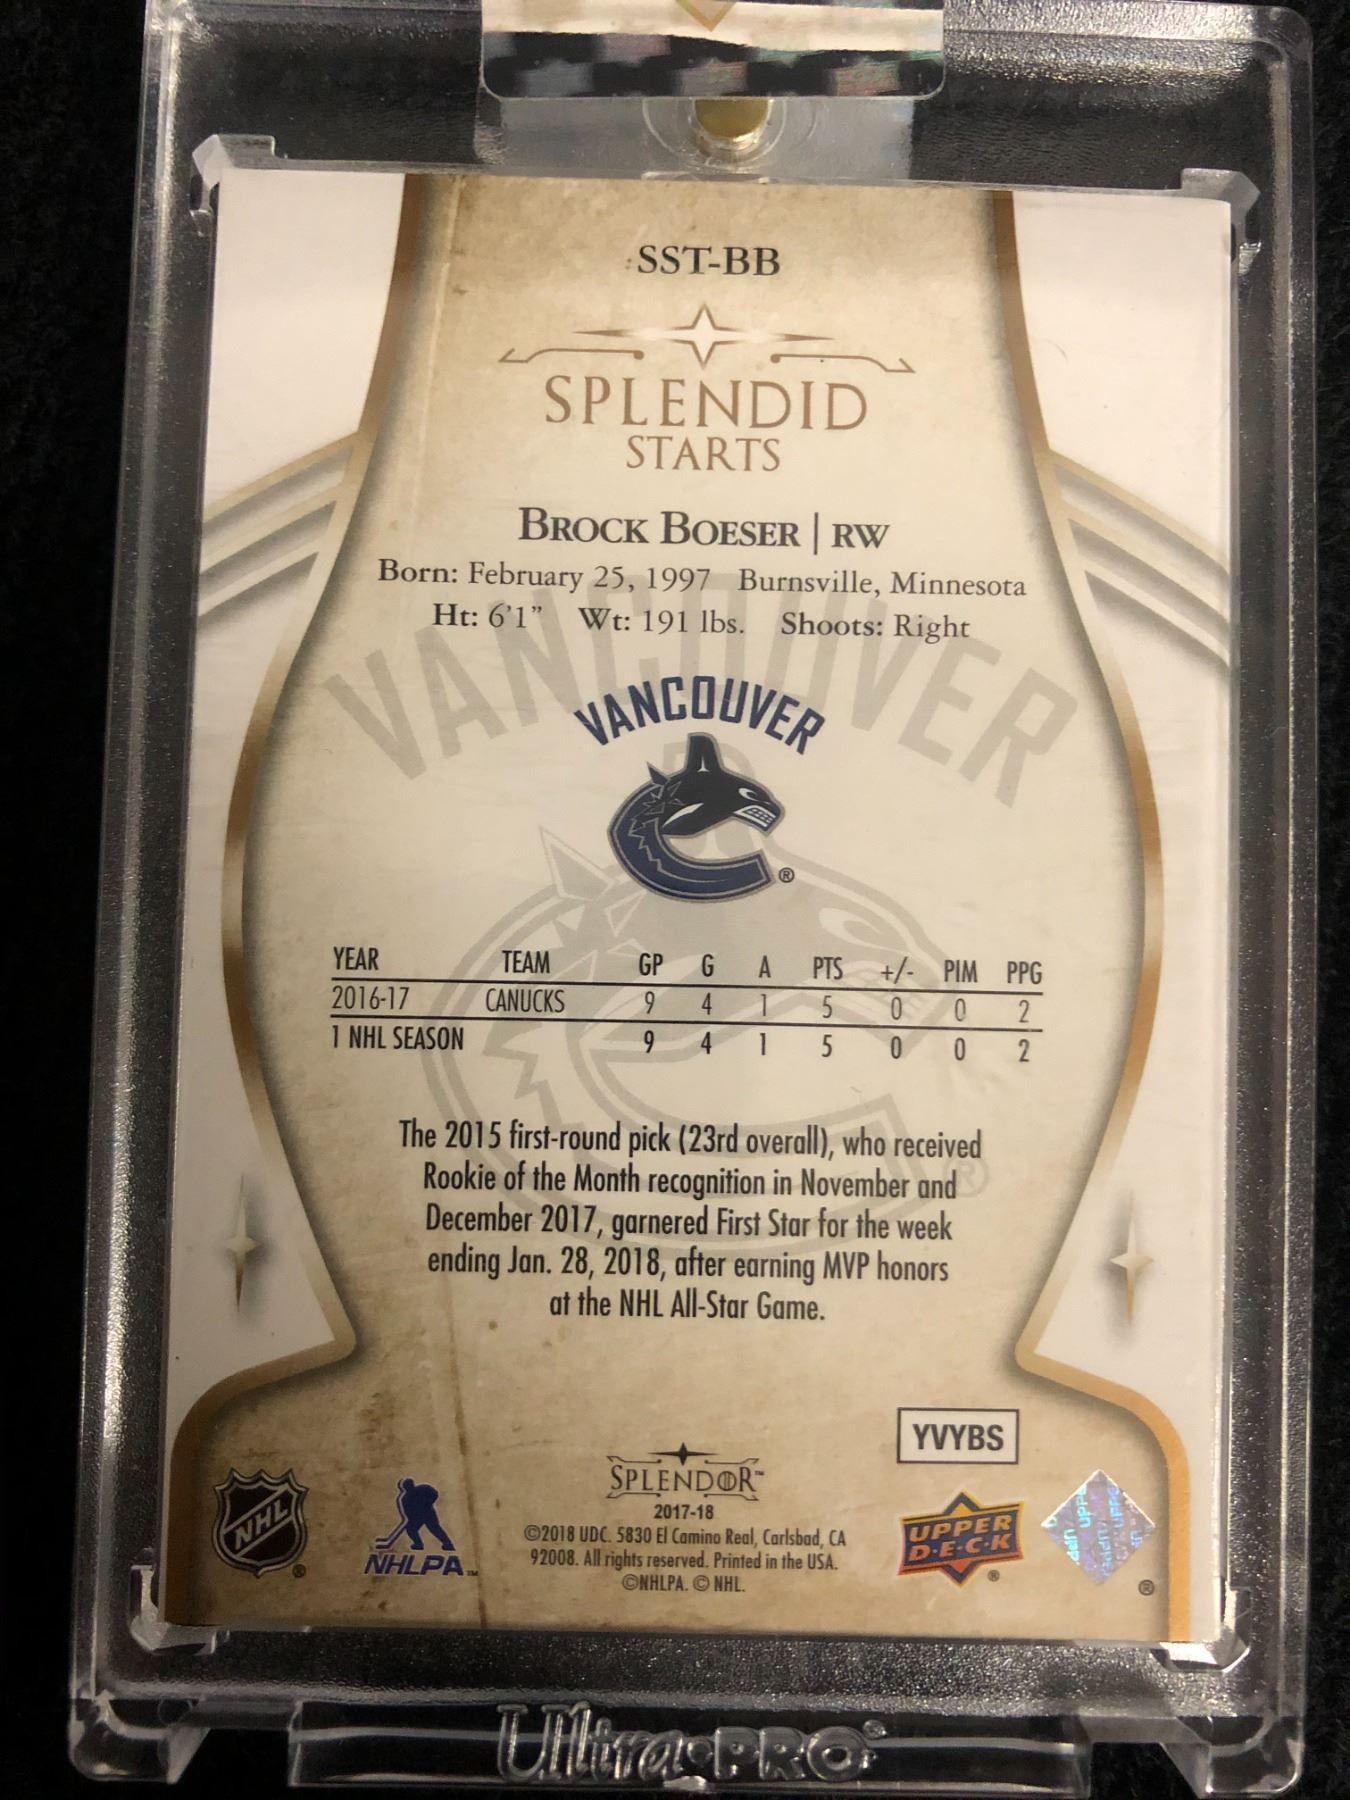 SST-BB
SPLENDID
STARTS
BROCK BOESER | RW
Born: February 25, 1997 Burnsville, Minnesota
Ht: 6'1" Wt: 191 lbs. Shoots: Right
VANCOUVER
VANCOUVER
®
YEAR TEAM GP G A PTS +/- PIM PPG
2016-17 CANUCKS 9 4 1 5 0 0 2
1 NHL SEASON 9 4 1 5 0 0 2
The 2015 first-round pick (23rd overall), who received
Rookie of the Month recognition in November and
December 2017, garnered First Star for the week
ending Jan. 28, 2018, after earning MVP honors
at the NHL All-Star Game.
YVYBS
NHL ®
NHLPA™
SPLENDOR™
2017-18
©2018 UDC. 5830 El Camino Real, Carlsbad, CA
92008. All rights reserved. Printed in the USA.
©NHLPA. © NHL.
UPPER
D·E·C·K ®
®
Ultra·PRO®